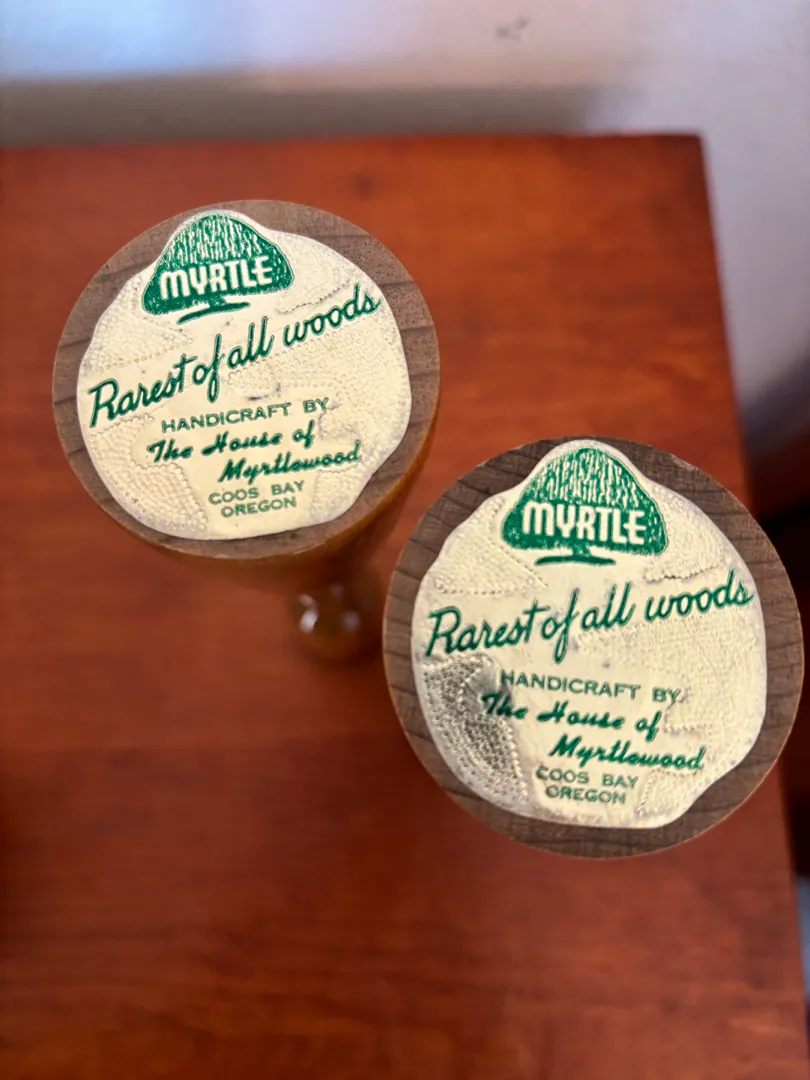 MYRTLE
Rarest of all woods
HANDICRAFT BY
The House of
Myrtlewood
COOS BAY
OREGON
MYRTLE
Rarest of all woods
HANDICRAFT BY
The House of
Myrtlewood
COOS BAY
OREGON